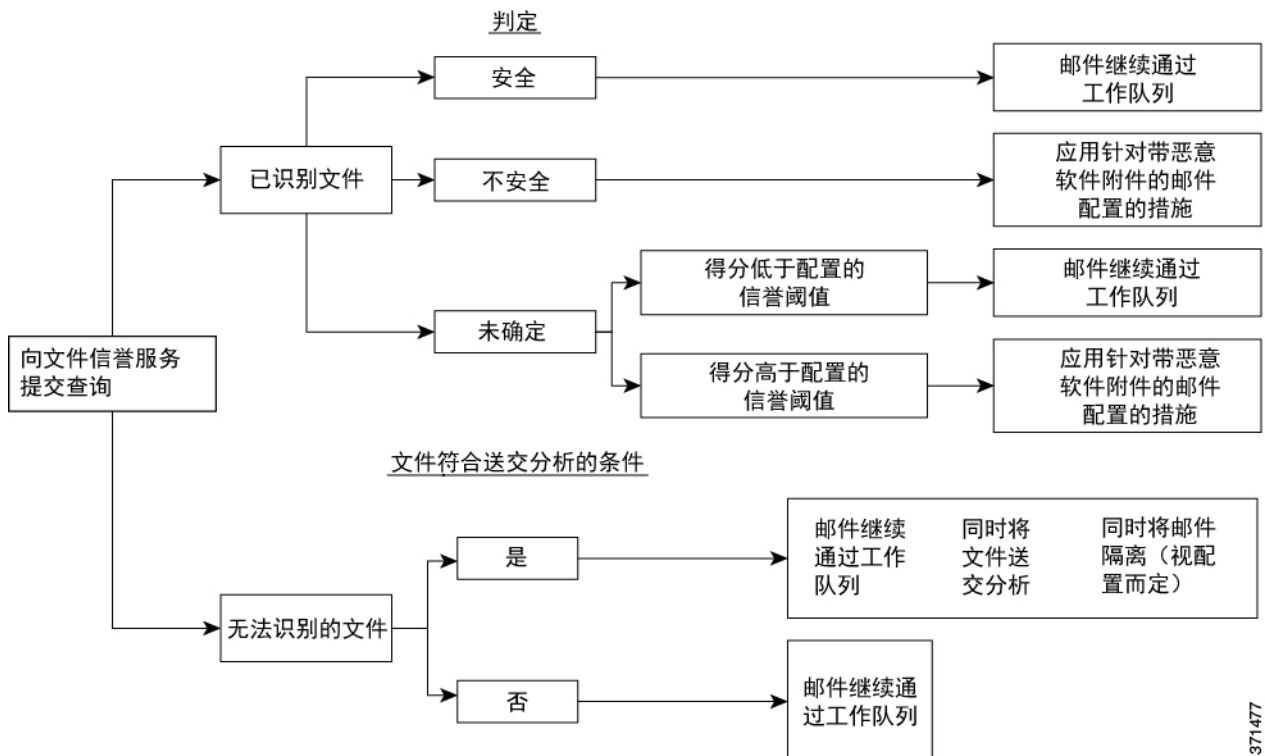 判定
安全
邮件继续通过
工作队列
已识别文件
不安全
应用针对带恶意
软件附件的邮件
配置的措施
未确定
得分低于配置的
信誉阈值
邮件继续通过
工作队列
得分高于配置的
信誉阈值
应用针对带恶意
软件附件的邮件
配置的措施
向文件信誉服务
提交查询
文件符合送交分析的条件
无法识别的文件
是
邮件继续
通过工作
队列
同时将
文件送
交分析
同时将邮件
隔离（视配
置而定）
否
邮件继续通
过工作队列
371477